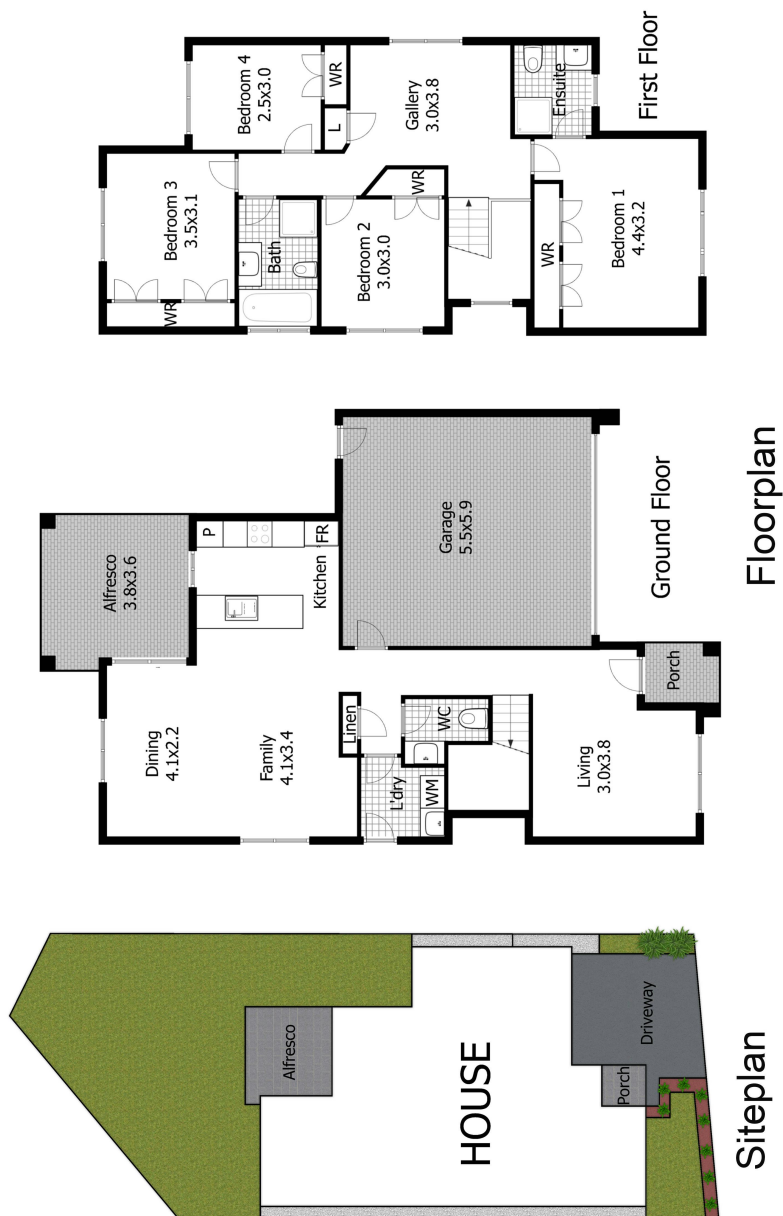 Bedroom 4
2.5x3.0
WR
L
Gallery
3.0x3.8
Ensuite
First Floor
Bedroom 3
3.5x3.1
WR
Bath
Bedroom 2
3.0x3.0
WR
WR
Bedroom 1
4.4x3.2
Alfresco
3.8x3.6
P
FR
Kitchen
Garage
5.5x5.9
Ground Floor
Floorplan
Dining
4.1x2.2
Family
4.1x3.4
Linen
WC
L'dry
WM
Living
3.0x3.8
Porch
Alfresco
HOUSE
Porch
Driveway
Siteplan